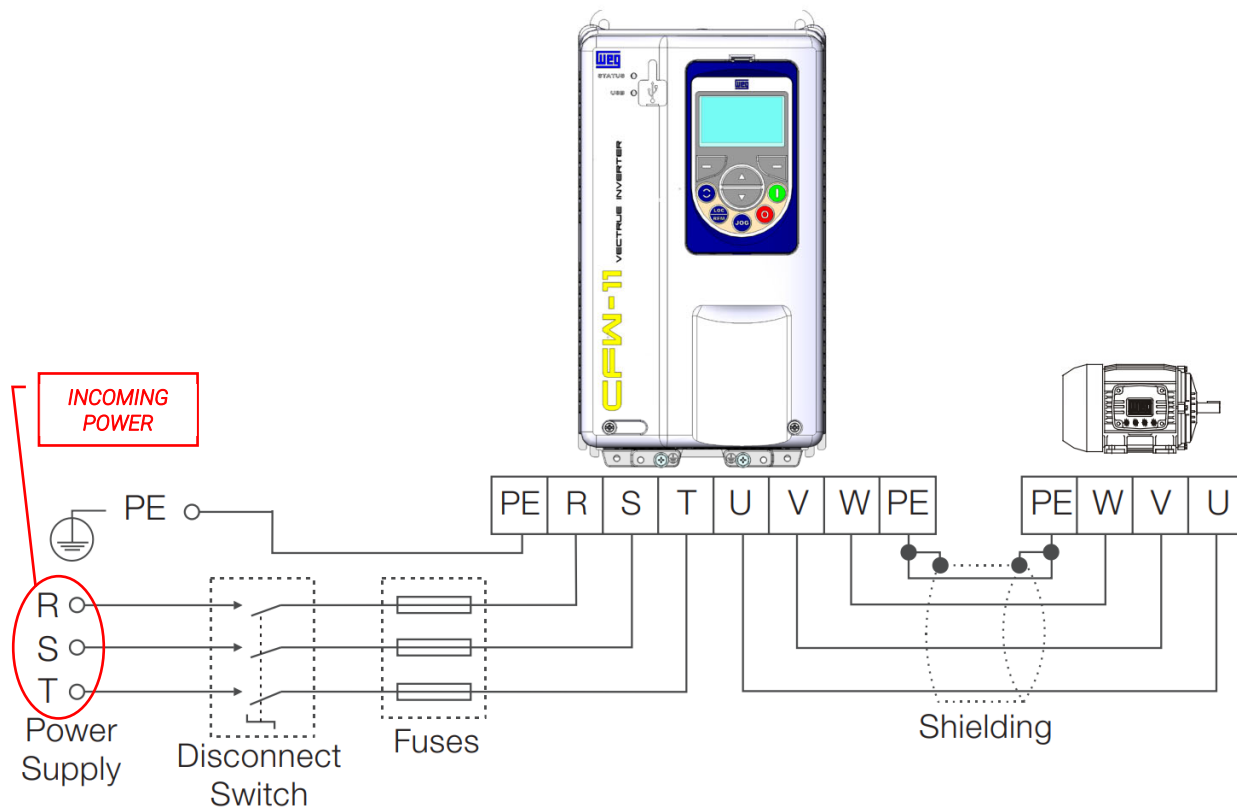 weg
STATUS
USB
weg
VECTRUE INVERTER
LOC
REM
JOG
CFW-11
INCOMING
POWER
PE
PE R S T U V W PE
PE W V U
R
S
T
Power
Supply
Disconnect
Switch
Fuses
Shielding